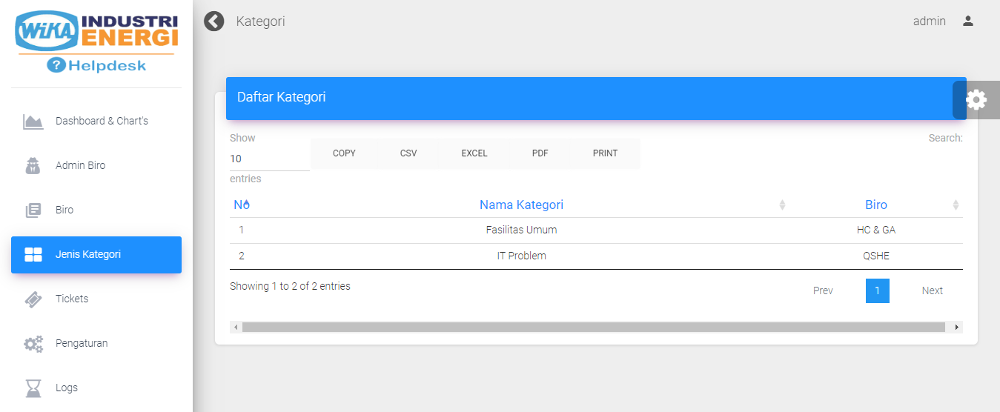 WiKA INDUSTRI ENERGI
? Helpdesk
Dashboard & Chart's
Admin Biro
Biro
Jenis Kategori
Tickets
Pengaturan
Logs
Kategori
admin
Daftar Kategori
Show
10
entries
COPY CSV EXCEL PDF PRINT
Search:
No Nama Kategori Biro
1 Fasilitas Umum HC & GA
2 IT Problem QSHE
Showing 1 to 2 of 2 entries
Prev 1 Next